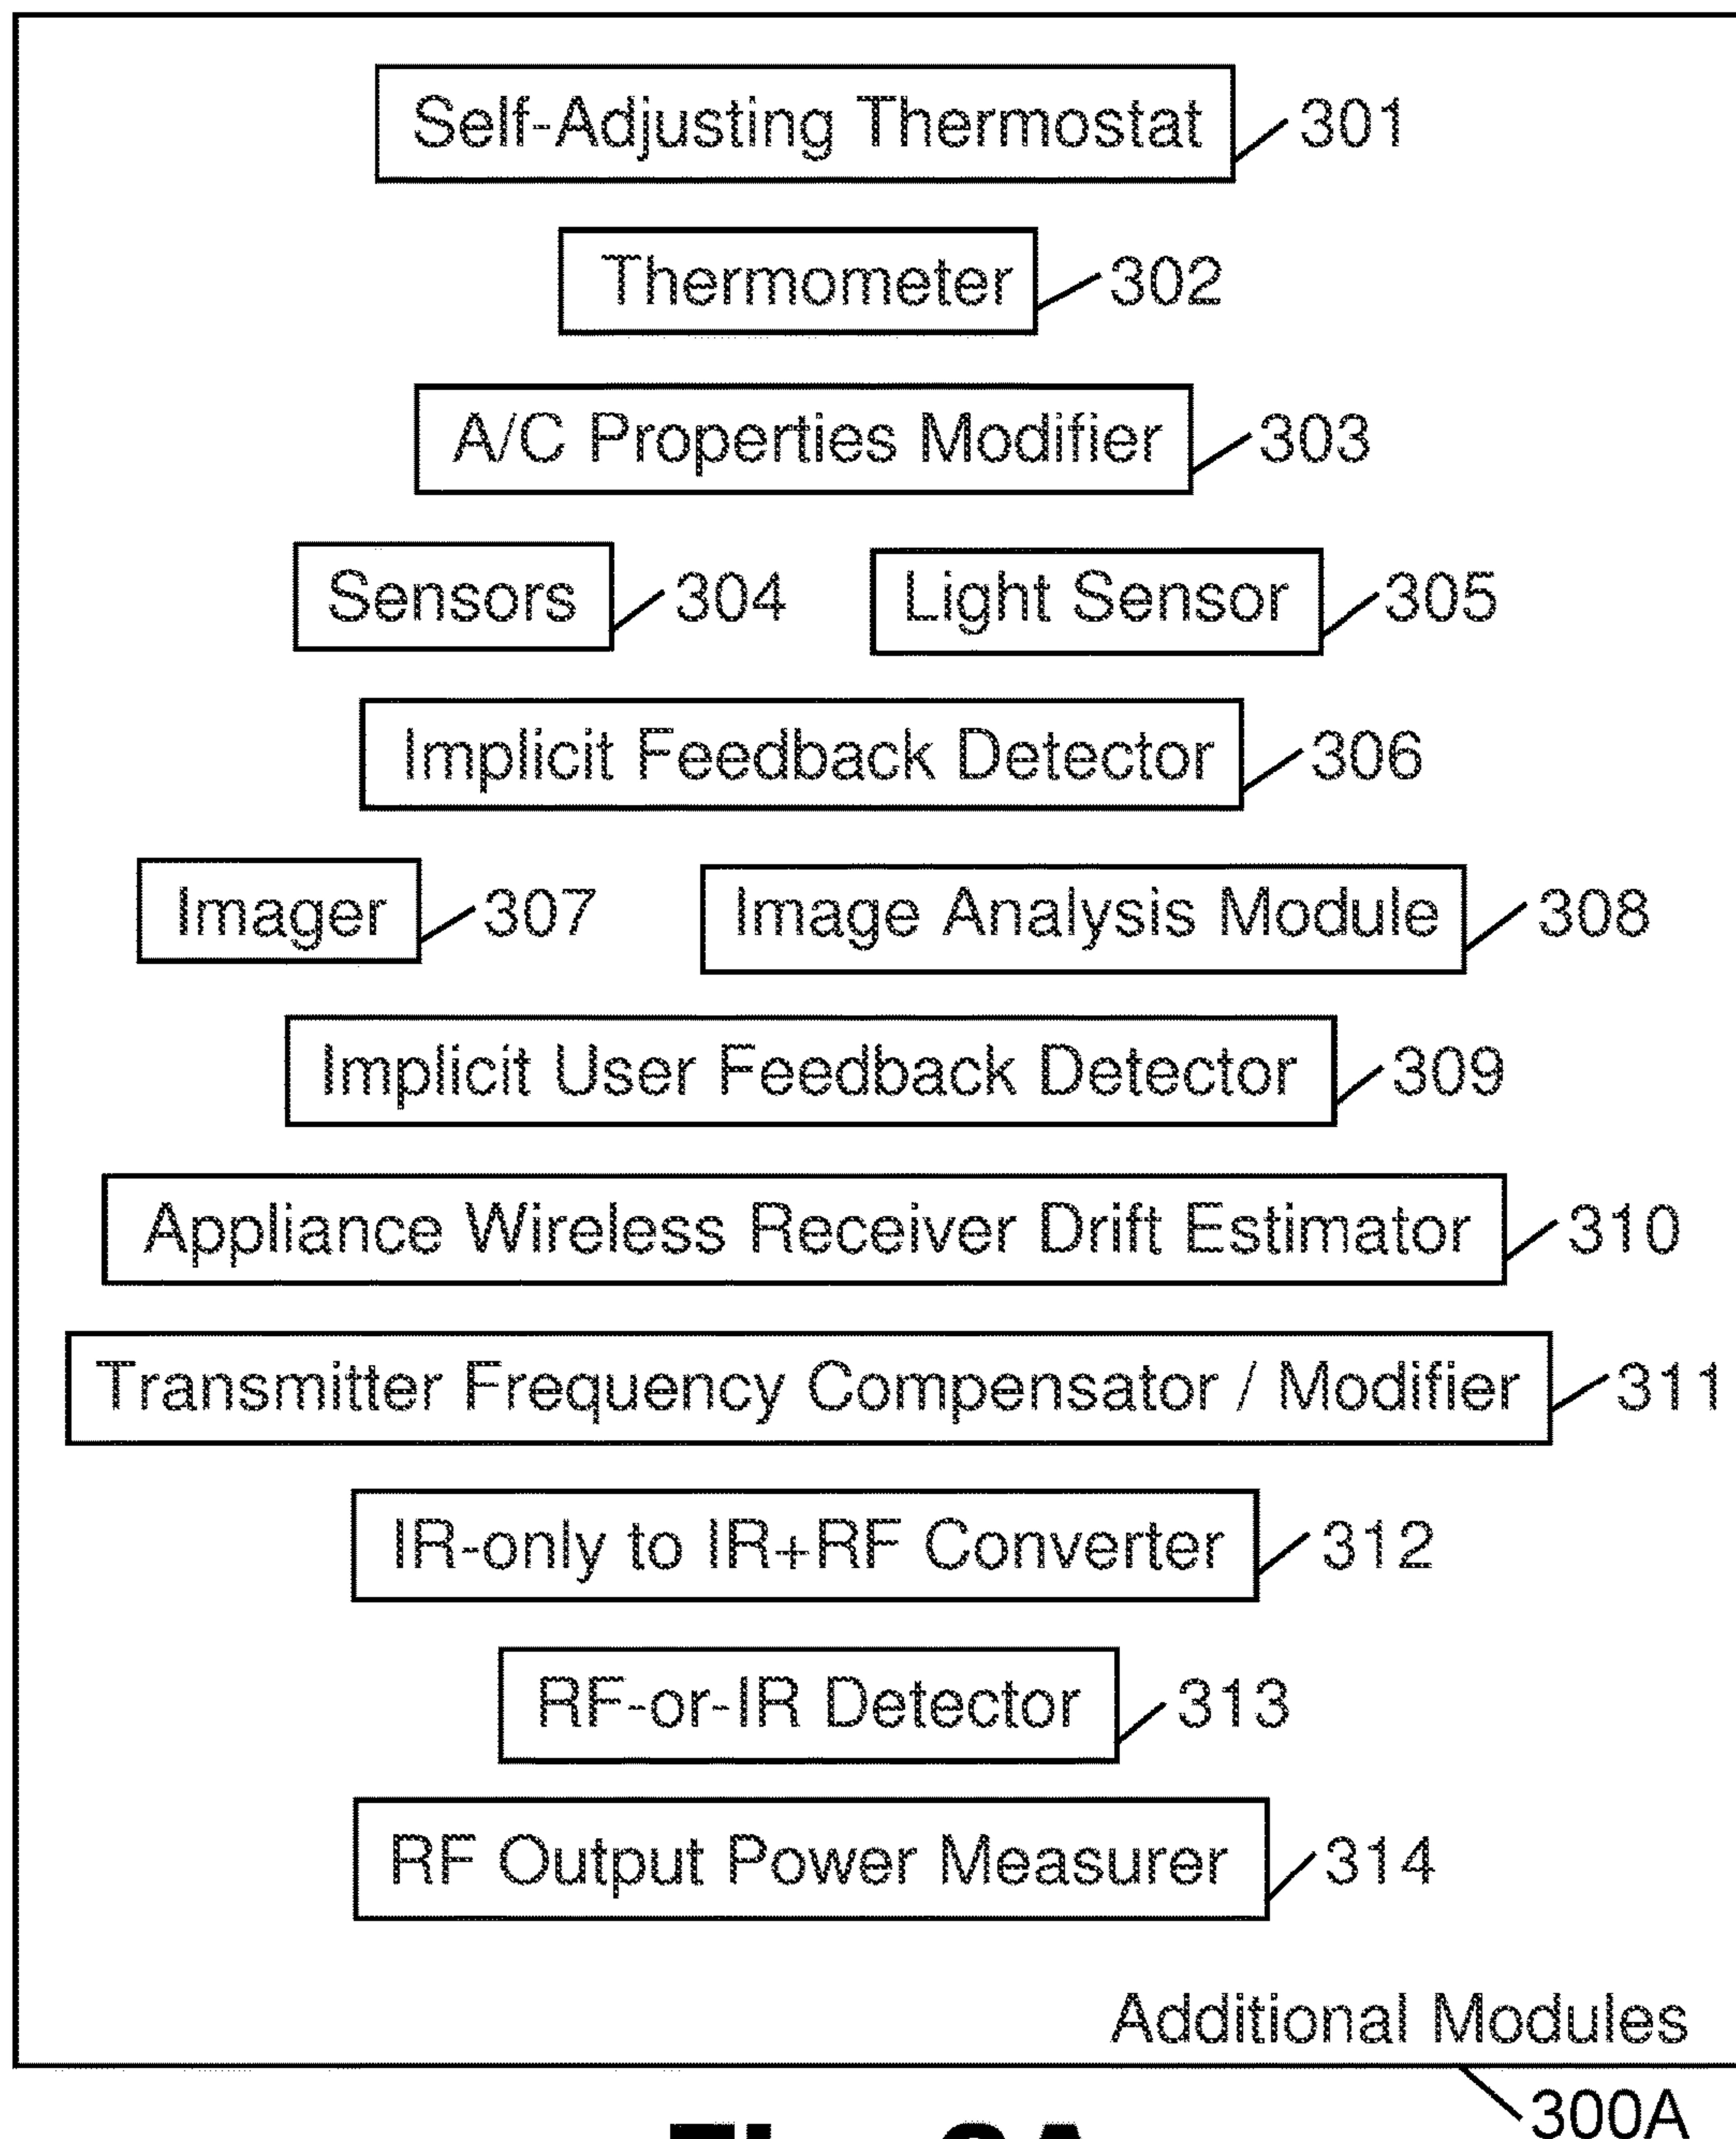 Self-Adjusting Thermostat 301
Thermometer 302
A/C Properties Modifier 303
Sensors 304 Light Sensor 305
Implicit Feedback Detector 306
Imager 307 Image Analysis Module 308
Implicit User Feedback Detector 309
Appliance Wireless Receiver Drift Estimator 310
Transmitter Frequency Compensator / Modifier 311
IR-only to IR+RF Converter 312
RF-or-IR Detector 313
RF Output Power Measurer 314
Additional Modules
300A